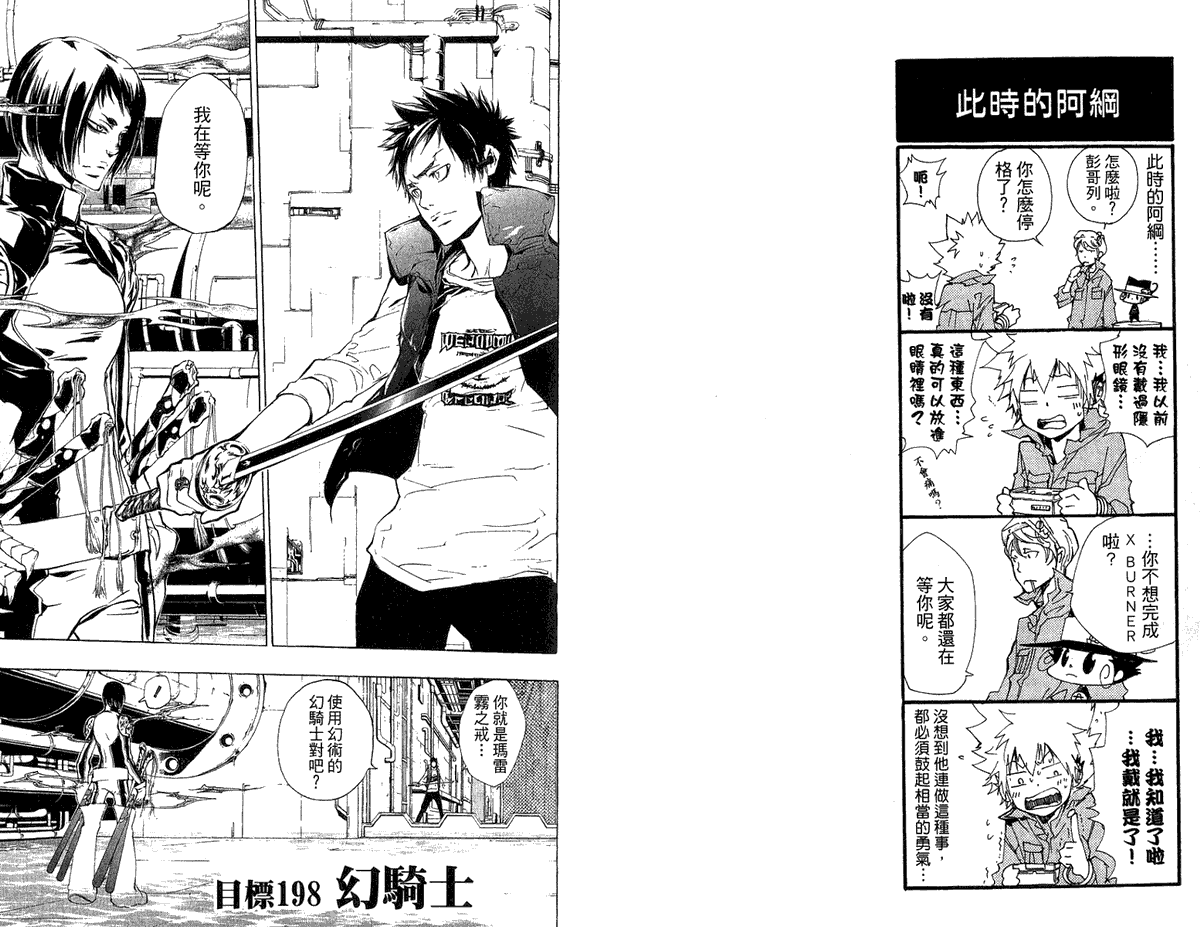 此時的阿綱
此時的阿綱……
怎麼啦?
彭哥列。
你怎麼停
格了?
呃!
沒有
啦!
我…我以前
沒有戴過隱
形眼鏡…
這種東西…
真的可以放進
眼睛裡嗎?
不會痛嗎?
…你不想完成
X BURNER
啦?
大家都還在
等你呢。
我…我知道了啦
…我戴就是了!
沒想到他連做這種事,
都必須鼓起相當的勇氣…
我在等你呢。
你就是瑪雷
霧之戒…
使用幻術的
幻騎士對吧?
!
目標198 幻騎士